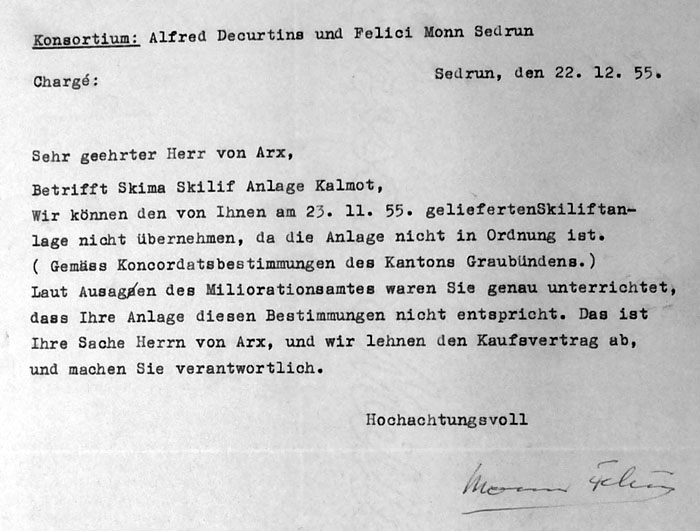 Konsortium: Alfred Decurtins und Felici Monn Sedrun
Chargé:
Sedrun, den 22. 12. 55.
Sehr geehrter Herr von Arx,
Betrifft Skima Skilif Anlage Kalmot,
Wir können den von Ihnen am 23. 11. 55. geliefertenSkiliftan-
lage nicht übernehmen, da die Anlage nicht in Ordnung ist.
( Gemäss Koncordatsbestimmungen des Kantons Graubündens.)
Laut Ausagen des Miliorationsamtes waren Sie genau unterrichtet,
dass Ihre Anlage diesen Bestimmungen nicht entspricht. Das ist
Ihre Sache Herrn von Arx, und wir lehnen den Kaufsvertrag ab,
und machen Sie verantwortlich.
Hochachtungsvoll
Monn Felici